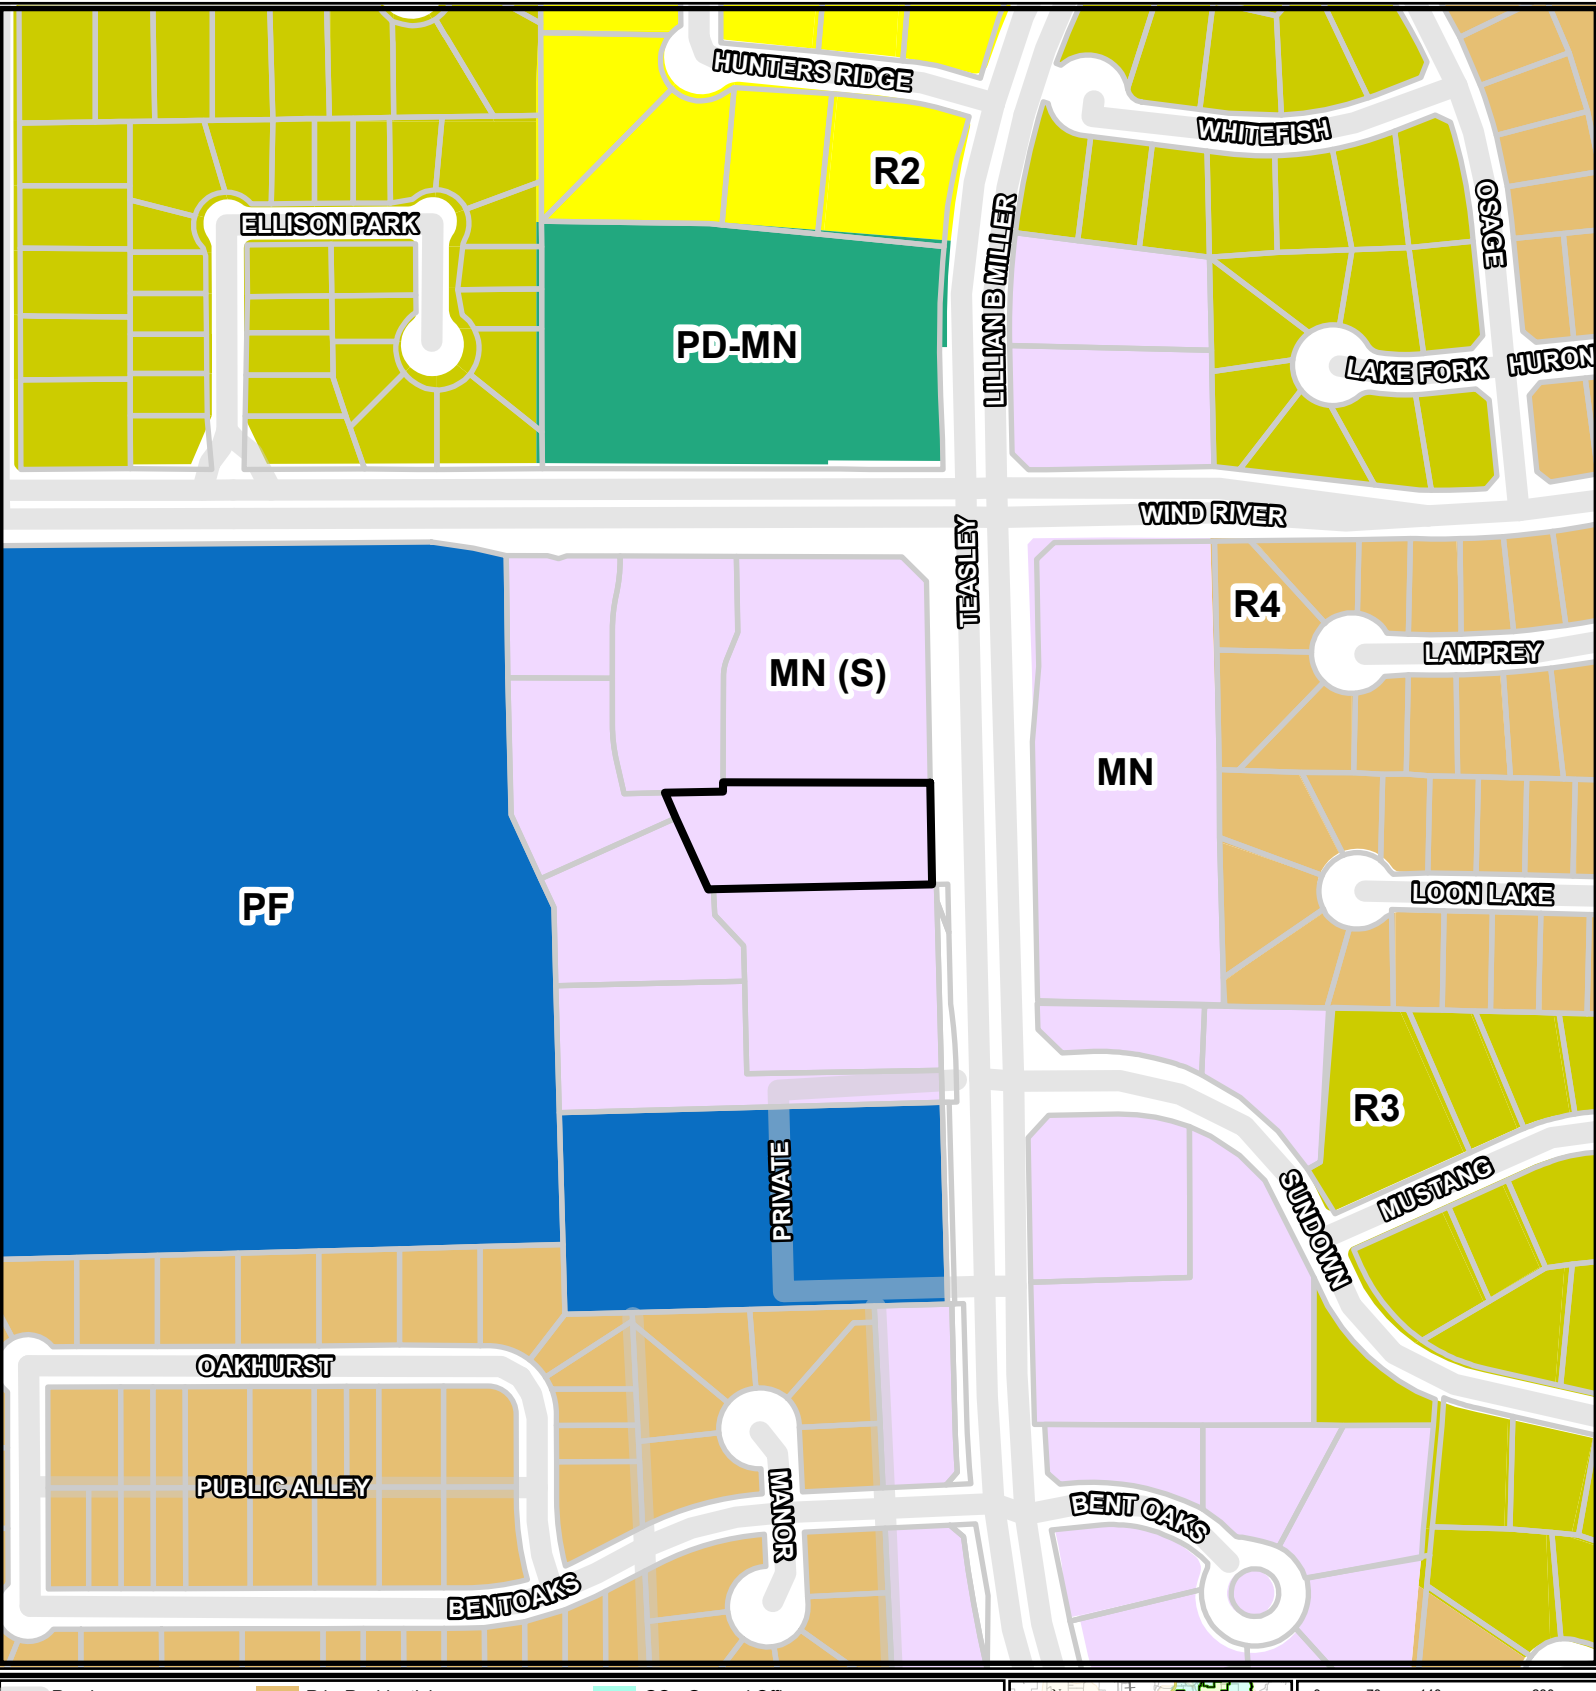 HUNTERS RIDGE
WHITEFISH
R2
OSAGE
ELLISON PARK
LILLIAN B MILLER
PD-MN
LAKE FORK
HURON
WIND RIVER
TEASLEY
R4
LAMPREY
MN (S)
MN
PF
LOON LAKE
R3
PRIVATE
MUSTANG
SUNDOWN
OAKHURST
PUBLIC ALLEY
MANOR
BENT OAKS
BENTOAKS